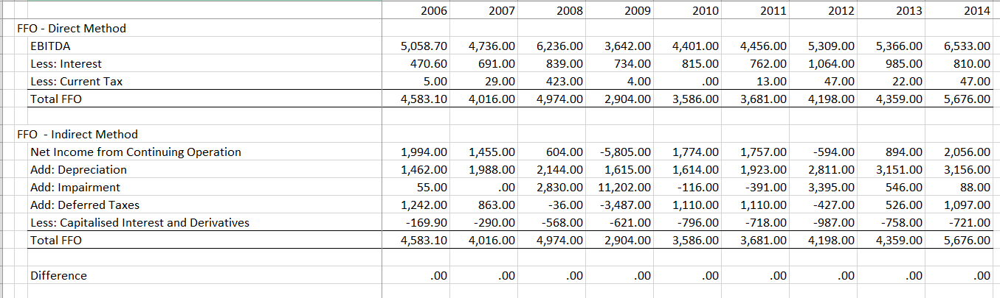 2006 2007 2008 2009 2010 2011 2012 2013 2014
FFO - Direct Method
EBITDA 5,058.70 4,736.00 6,236.00 3,642.00 4,401.00 4,456.00 5,309.00 5,366.00 6,533.00
Less: Interest 470.60 691.00 839.00 734.00 815.00 762.00 1,064.00 985.00 810.00
Less: Current Tax 5.00 29.00 423.00 4.00 .00 13.00 47.00 22.00 47.00
Total FFO 4,583.10 4,016.00 4,974.00 2,904.00 3,586.00 3,681.00 4,198.00 4,359.00 5,676.00
FFO - Indirect Method
Net Income from Continuing Operation 1,994.00 1,455.00 604.00 -5,805.00 1,774.00 1,757.00 -594.00 894.00 2,056.00
Add: Depreciation 1,462.00 1,988.00 2,144.00 1,615.00 1,614.00 1,923.00 2,811.00 3,151.00 3,156.00
Add: Impairment 55.00 .00 2,830.00 11,202.00 -116.00 -391.00 3,395.00 546.00 88.00
Add: Deferred Taxes 1,242.00 863.00 -36.00 -3,487.00 1,110.00 1,110.00 -427.00 526.00 1,097.00
Less: Capitalised Interest and Derivatives -169.90 -290.00 -568.00 -621.00 -796.00 -718.00 -987.00 -758.00 -721.00
Total FFO 4,583.10 4,016.00 4,974.00 2,904.00 3,586.00 3,681.00 4,198.00 4,359.00 5,676.00
Difference .00 .00 .00 .00 .00 .00 .00 .00 .00